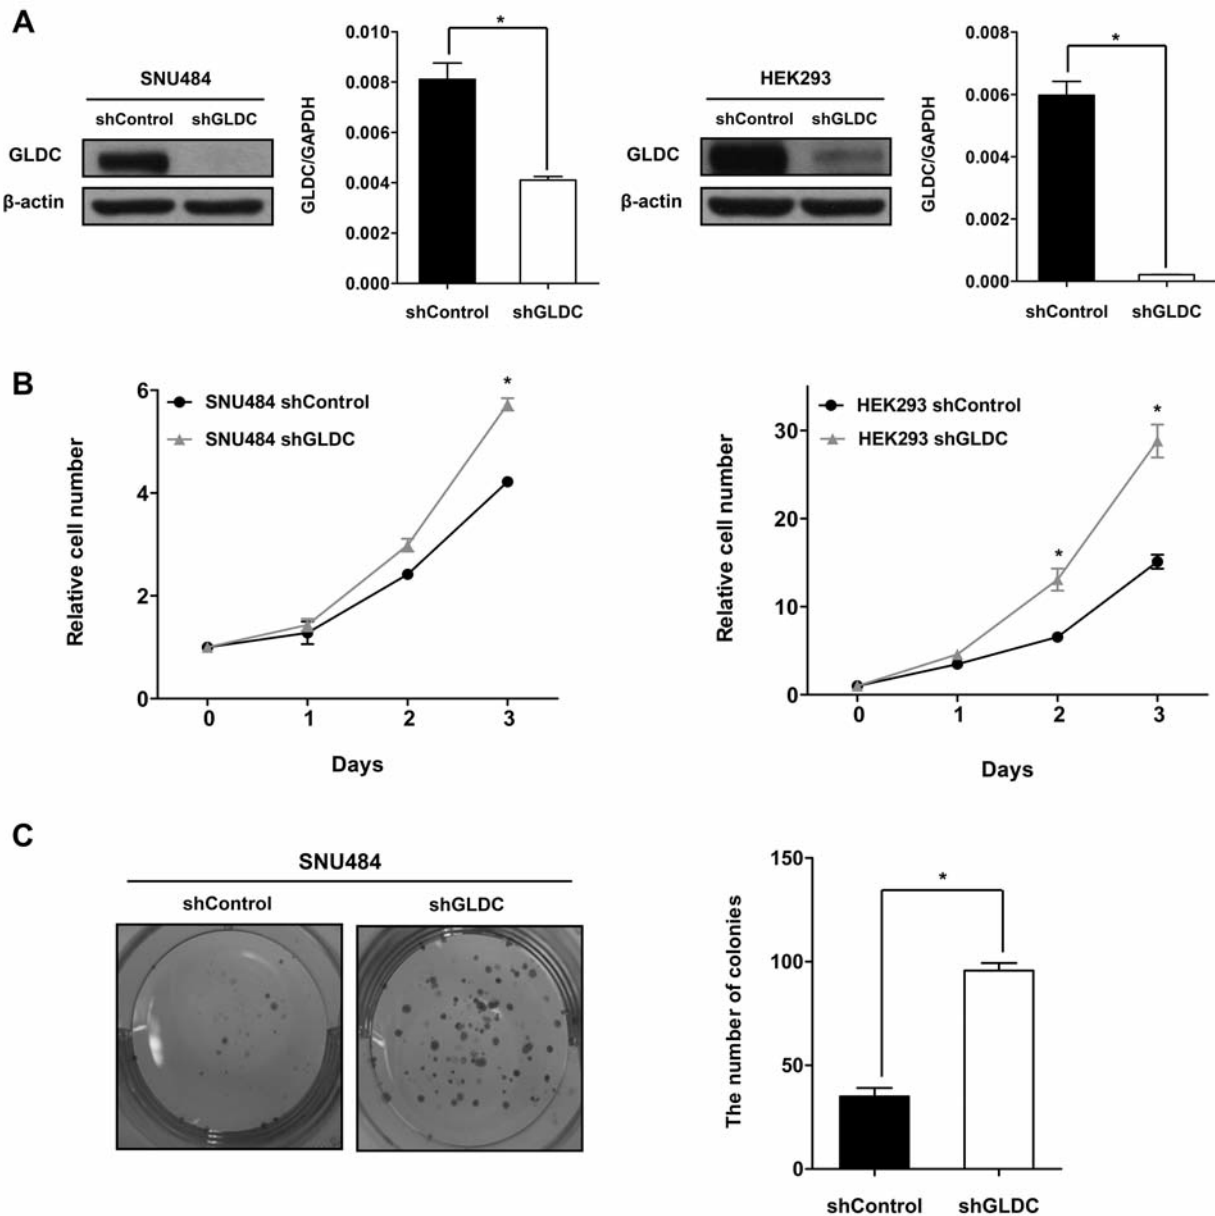 A
SNU484
shControl shGLDC
GLDC
β-actin
GLDC/GAPDH
0.010
0.008
0.006
0.004
0.002
0.000
*
shControl shGLDC
HEK293
shControl shGLDC
GLDC
β-actin
GLDC/GAPDH
0.008
0.006
0.004
0.002
0.000
*
shControl shGLDC
B
Relative cell number
6
4
2
0
SNU484 shControl
SNU484 shGLDC
*
0 1 2 3
Days
Relative cell number
30
20
10
0
HEK293 shControl
HEK293 shGLDC
*
*
0 1 2 3
Days
C
SNU484
shControl shGLDC
The number of colonies
150
100
50
0
*
shControl shGLDC